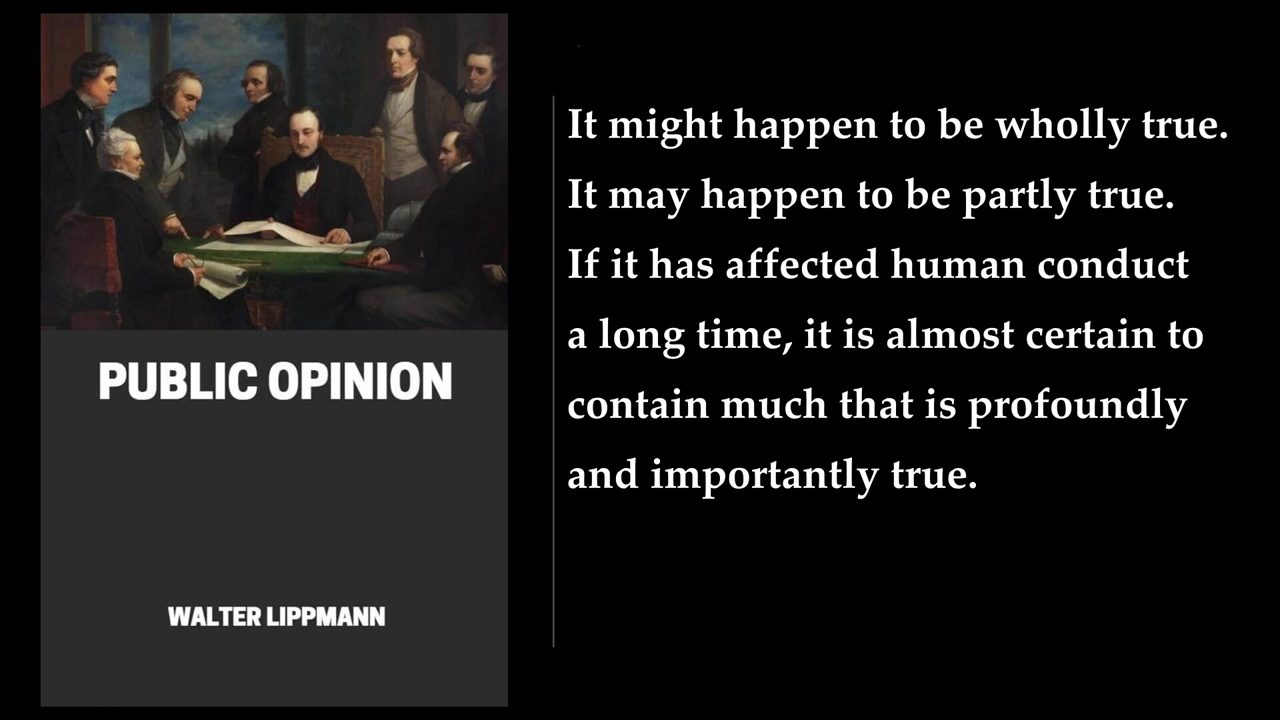 PUBLIC OPINION
WALTER LIPPMANN
It might happen to be wholly true.
It may happen to be partly true.
If it has affected human conduct
a long time, it is almost certain to
contain much that is profoundly
and importantly true.